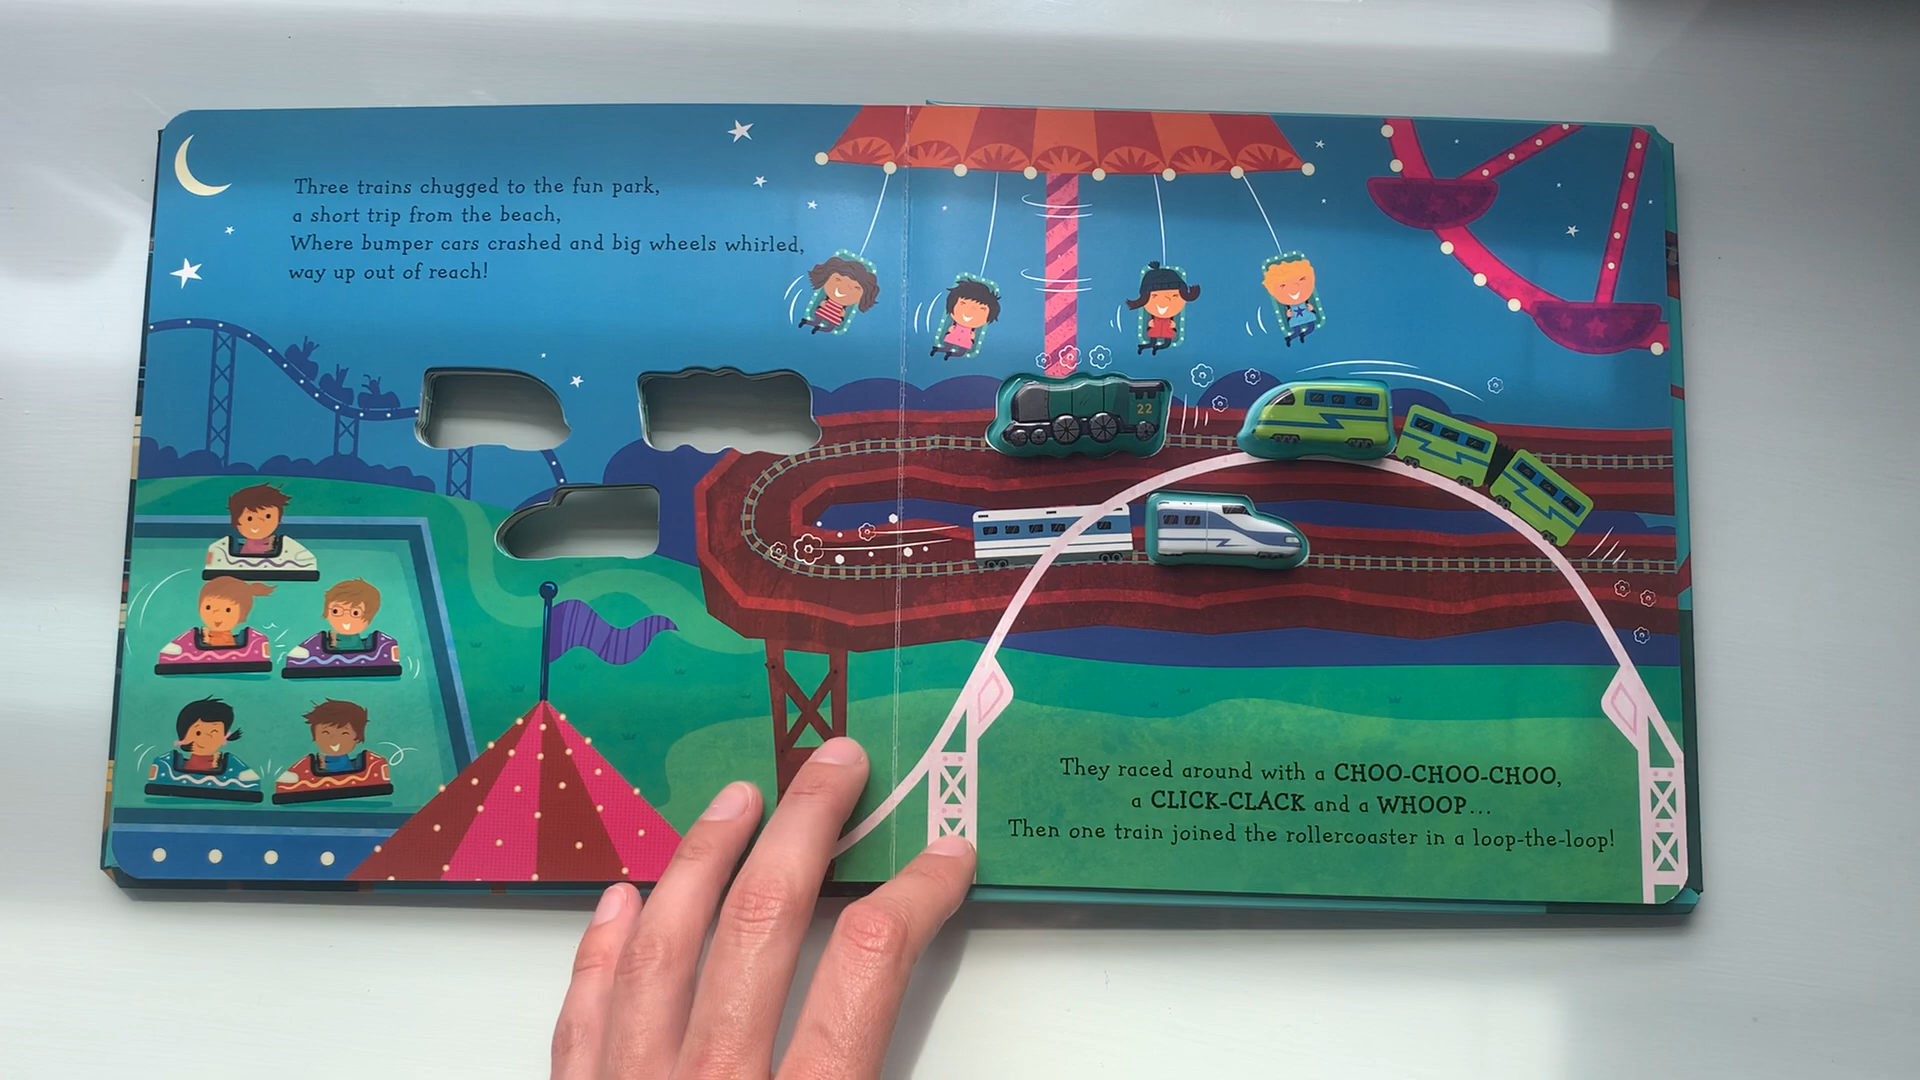 Three trains chugged to the fun park,
a short trip from the beach,
Where bumper cars crashed and big wheels whirled,
way up out of reach!
22
They raced around with a CHOO-CHOO-CHOO,
a CLICK-CLACK and a WHOOP...
Then one train joined the rollercoaster in a loop-the-loop!